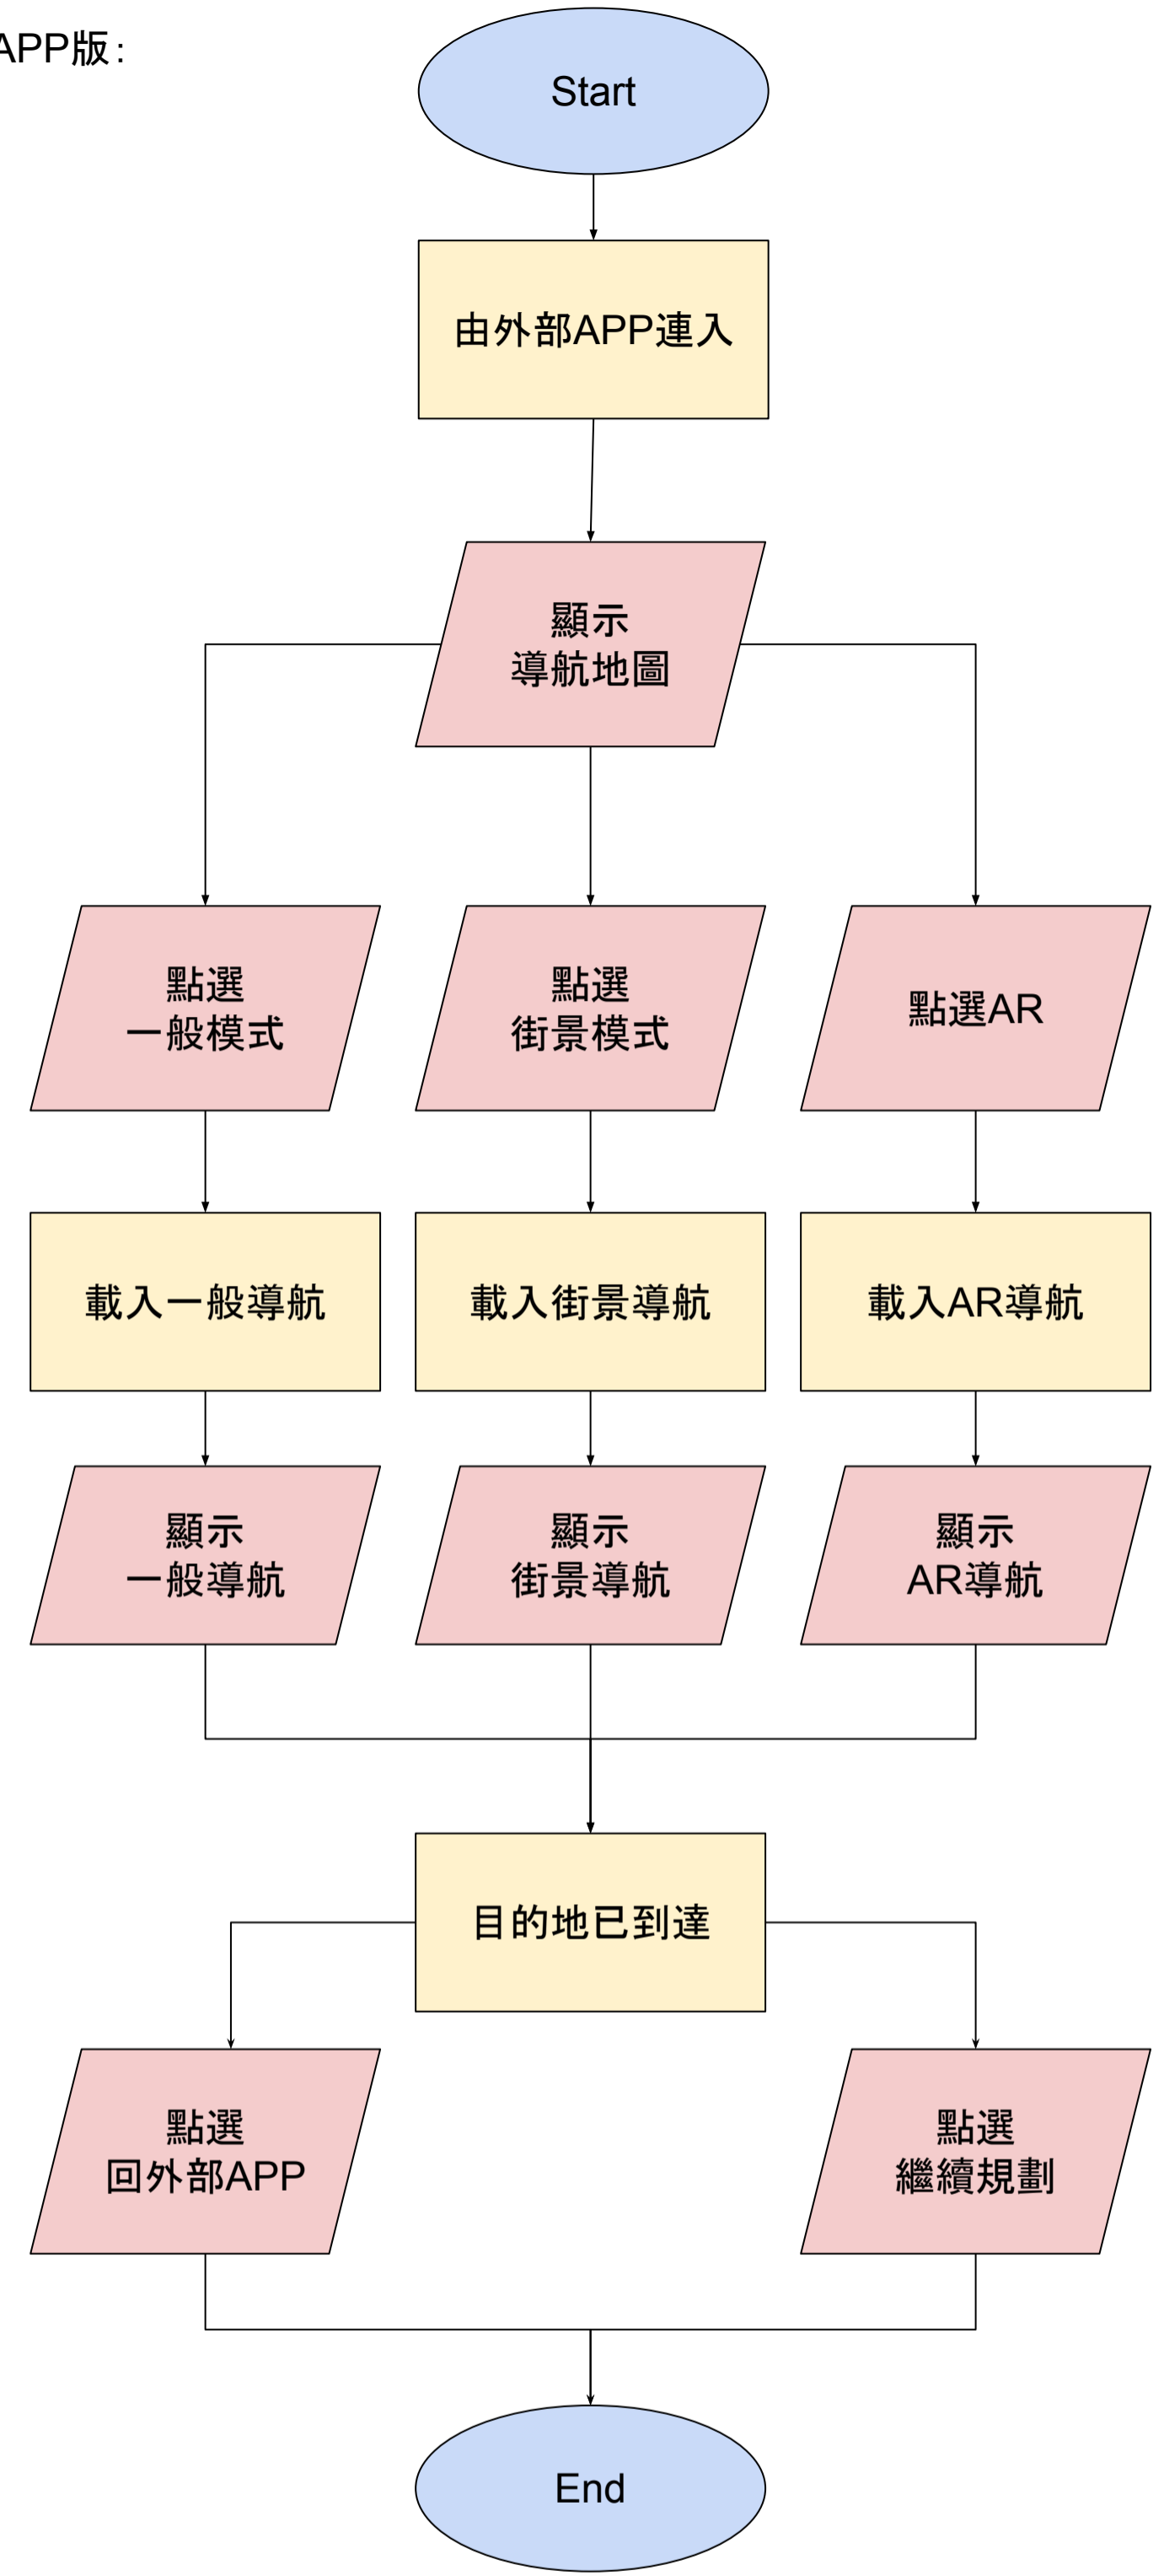 APP版:
Start
由外部APP連入
顯示
導航地圖
點選
一般模式
點選
街景模式
點選AR
載入一般導航
載入街景導航
載入AR導航
顯示
一般導航
顯示
街景導航
顯示
AR導航
目的地已到達
點選
回外部APP
點選
繼續規劃
End